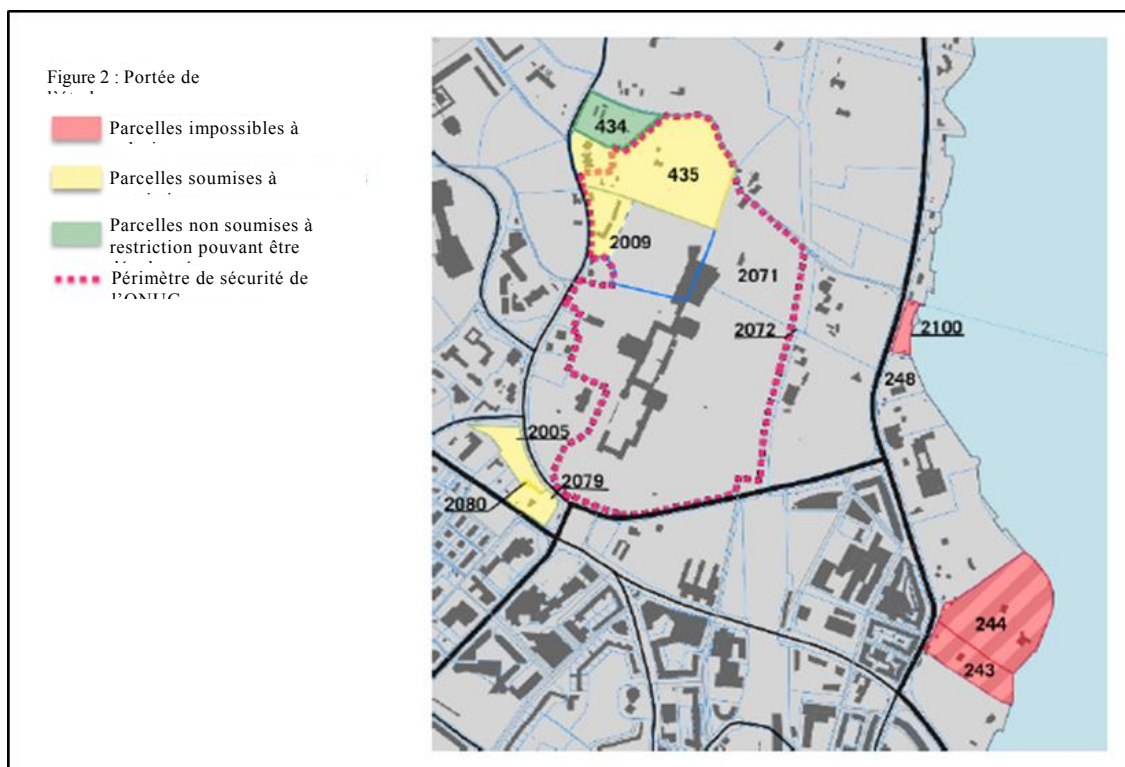 Figure 2 : Portée de
Parcelles impossibles à
Parcelles soumises à
Parcelles non soumises à
restriction pouvant être
Périmètre de sécurité de
434
435
2009
2071
2072
2100
248
2005
2079
2080
244
243